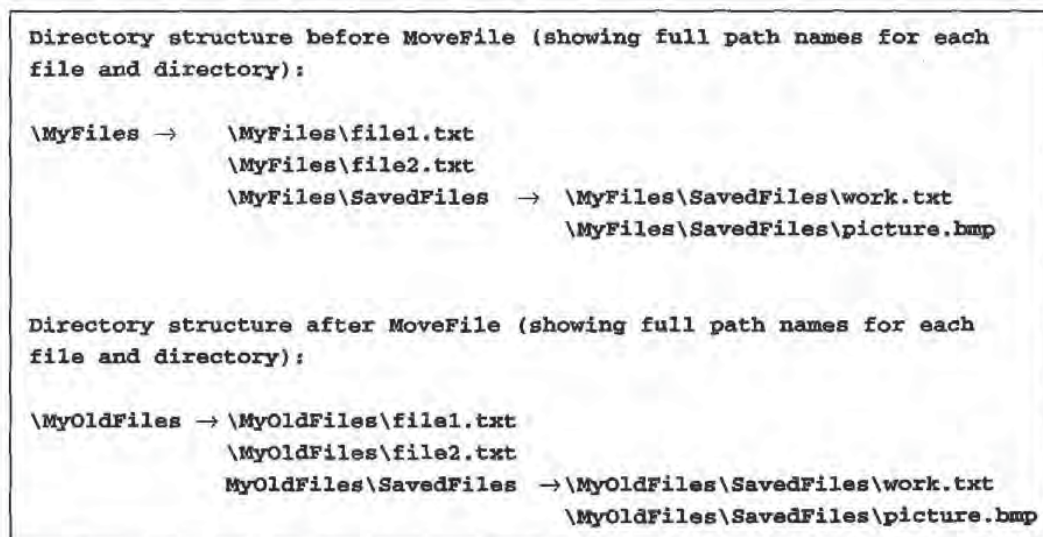 Directory structure before MoveFile (showing full path names for each
file and directory):
\MyFiles → \MyFiles\file1.txt
\MyFiles\file2.txt
\MyFiles\SavedFiles → \MyFiles\SavedFiles\work.txt
\MyFiles\SavedFiles\picture.bmp
Directory structure after MoveFile (showing full path names for each
file and directory):
\MyOldFiles → \MyOldFiles\file1.txt
\MyOldFiles\file2.txt
MyOldFiles\SavedFiles →\MyOldFiles\SavedFiles\work.txt
\MyOldFiles\SavedFiles\picture.bmp